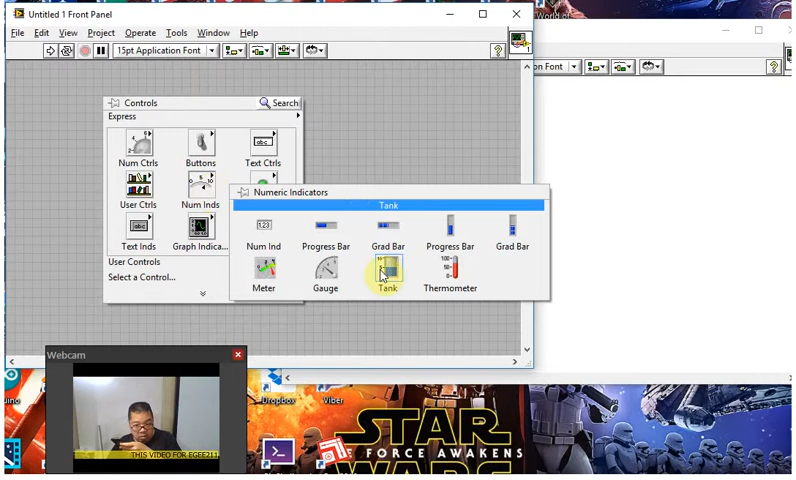 Untitled 1 Front Panel
World of
File Edit View Project Operate Tools Window Help
15pt Application Font
on Font
Controls
Search
Express
Num Ctrls Buttons Text Ctrls
User Ctrls Num Inds
Text Inds Graph Indica...
User Controls
Select a Control...
Numeric Indicators
Tank
Num Ind Progress Bar Grad Bar Progress Bar Grad Bar
Meter Gauge Tank Thermometer
Webcam
THIS VIDEO FOR EGEE211
Dropbox
Viber
STAR
E FORCE AWAKENS